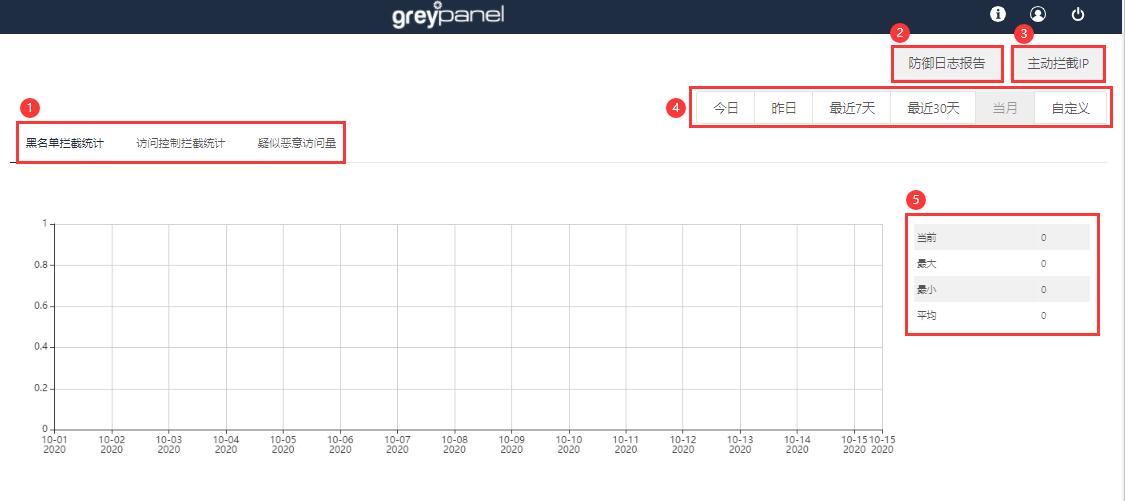 greypanel
2
3
防御日志报告
主动拦截IP
4
今日
昨日
最近7天
最近30天
当月
自定义
1
黑名单拦截统计
访问控制拦截统计
疑似恶意访问量
5
当前 0
最大 0
最小 0
平均 0
1
0.8
0.6
0.4
0.2
0
10-01 10-02 10-03 10-04 10-05 10-06 10-07 10-08 10-09 10-10 10-11 10-12 10-13 10-14 10-15 10-15
2020 2020 2020 2020 2020 2020 2020 2020 2020 2020 2020 2020 2020 2020 2020 2020